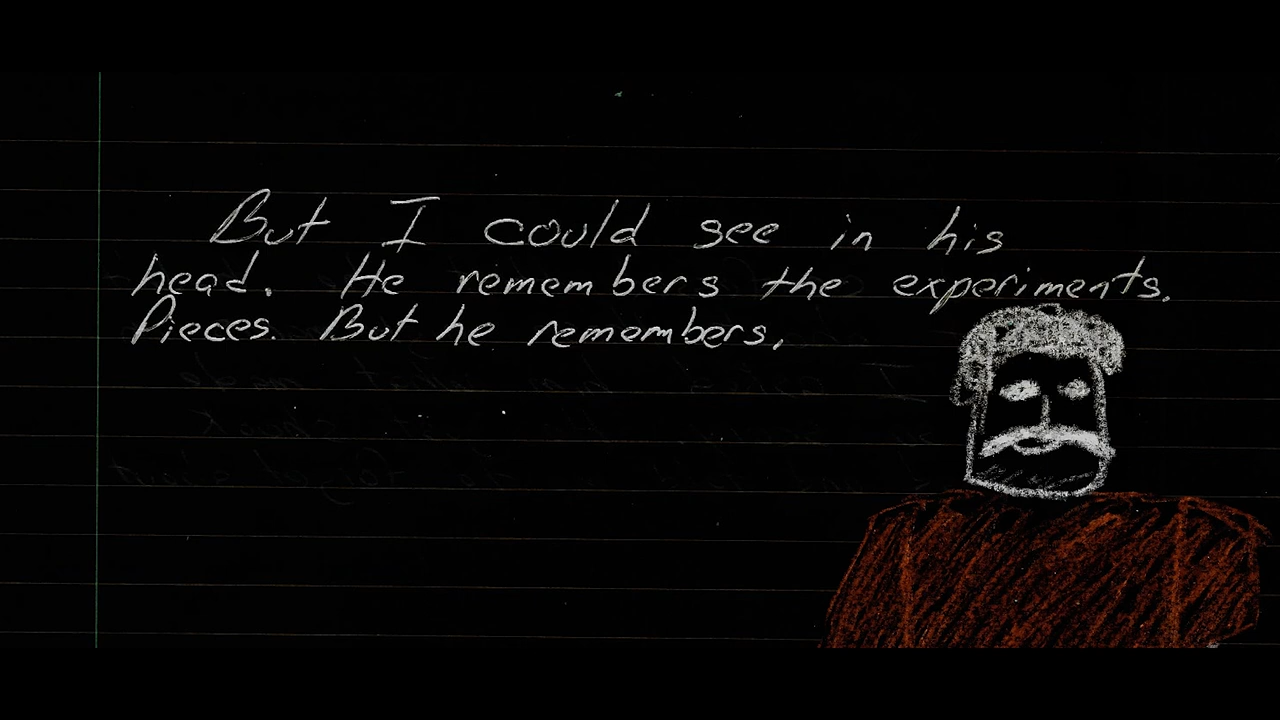 But I could see in his
head. He remembers the experiments.
Pieces. But he remembers.